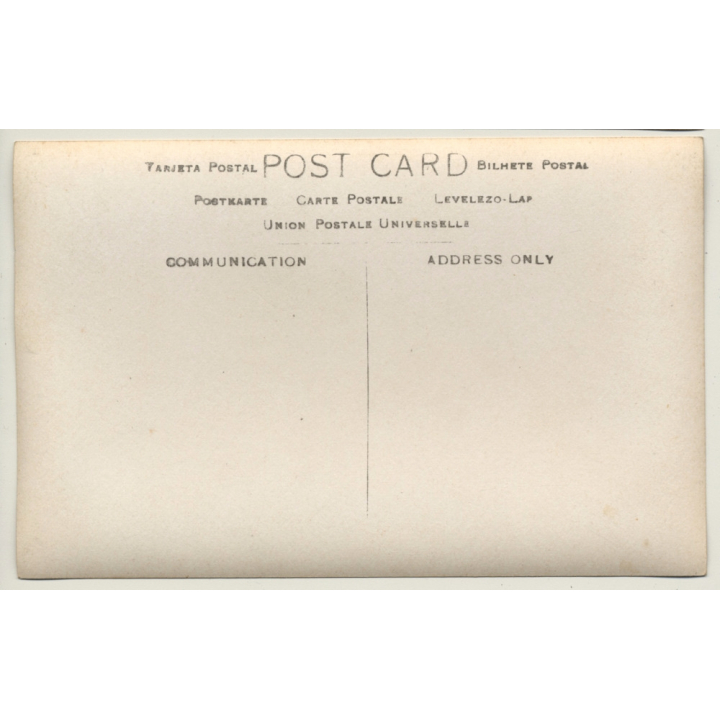 TARJETA POSTAL POST CARD BILHETE POSTAL
POSTKARTE CARTE POSTALE LEVELEZO-LAP
UNION POSTALE UNIVERSELLE
COMMUNICATION ADDRESS ONLY